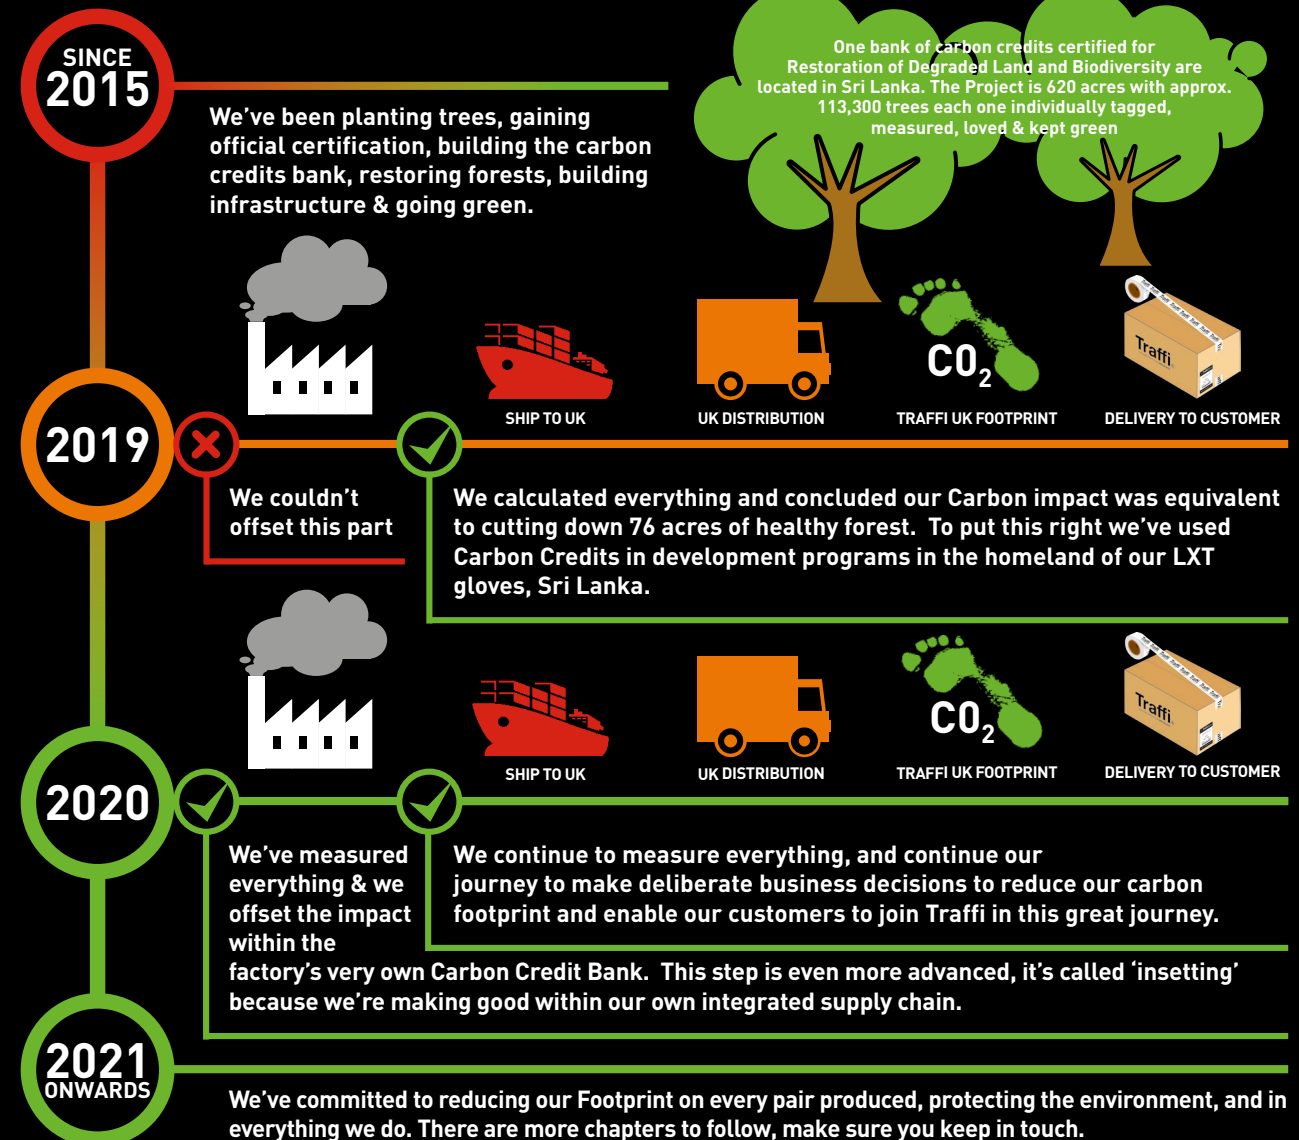 SINCE
2015
We've been planting trees, gaining
official certification, building the carbon
credits bank, restoring forests, building
infrastructure & going green.
One bank of carbon credits certified for
Restoration of Degraded Land and Biodiversity are
located in Sri Lanka. The Project is 620 acres with approx.
113,300 trees each one individually tagged,
measured, loved & kept green
CO2
Traffi
SHIP TO UK
UK DISTRIBUTION
TRAFFI UK FOOTPRINT
DELIVERY TO CUSTOMER
2019
We couldn't
offset this part
We calculated everything and concluded our Carbon impact was equivalent
to cutting down 76 acres of healthy forest.  To put this right we've used
Carbon Credits in development programs in the homeland of our LXT
gloves, Sri Lanka.
CO2
Traffi
SHIP TO UK
UK DISTRIBUTION
TRAFFI UK FOOTPRINT
DELIVERY TO CUSTOMER
2020
We've measured
everything & we
offset the impact
within the
factory's very own Carbon Credit Bank.  This step is even more advanced, it's called ‘insetting’
because we're making good within our own integrated supply chain.
We continue to measure everything, and continue our
journey to make deliberate business decisions to reduce our carbon
footprint and enable our customers to join Traffi in this great journey.
2021
ONWARDS
We've committed to reducing our Footprint on every pair produced, protecting the environment, and in
everything we do. There are more chapters to follow, make sure you keep in touch.